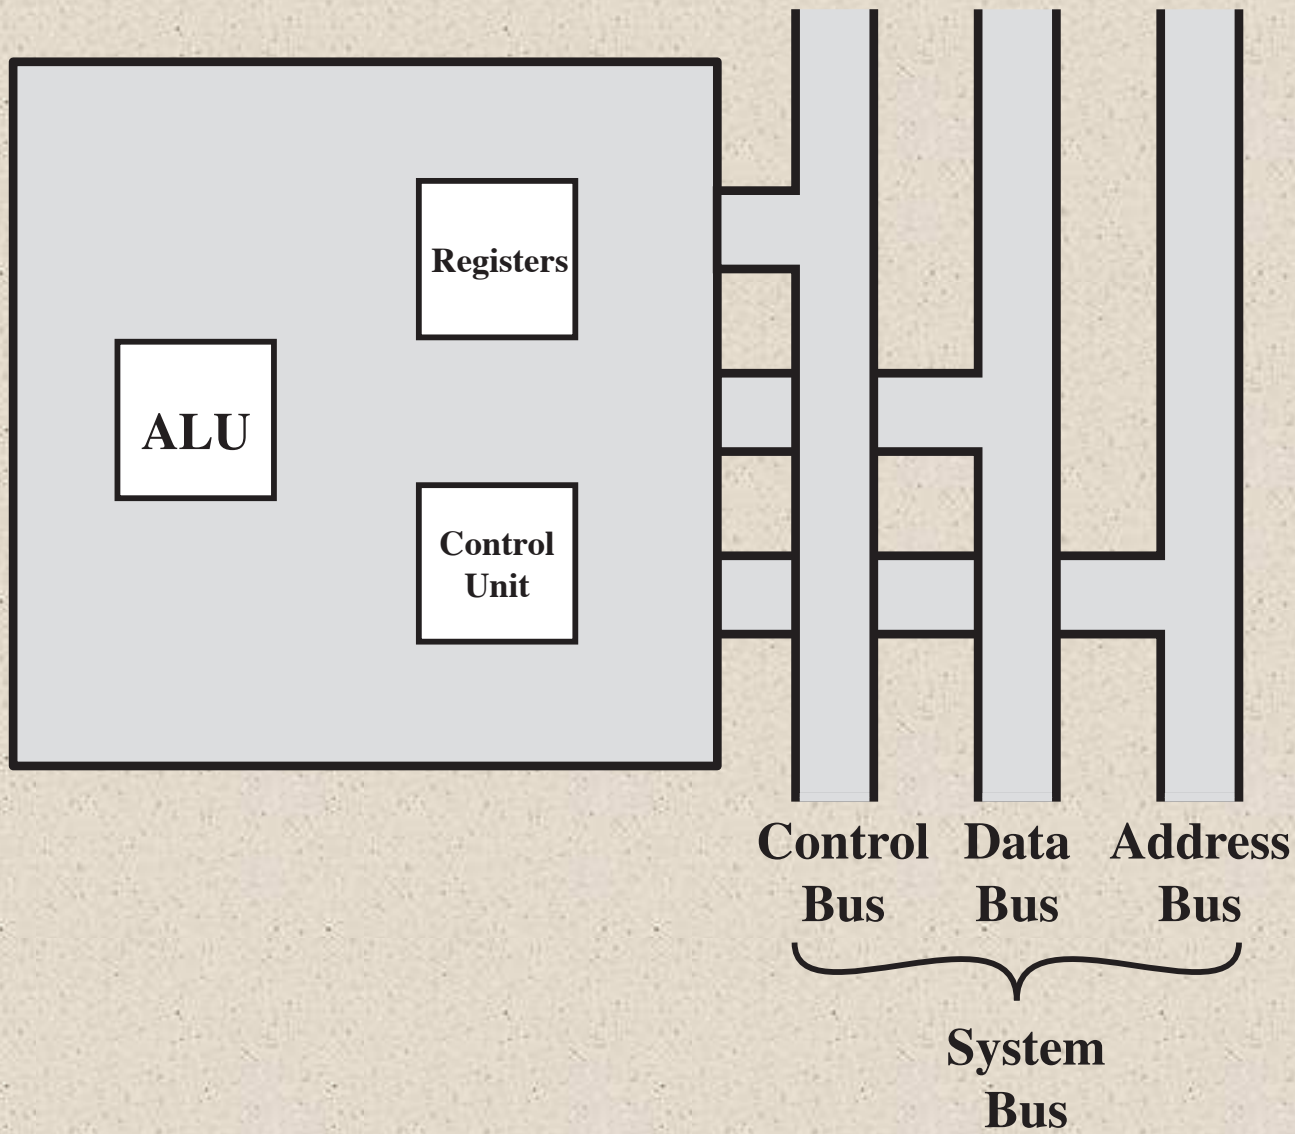 Registers
ALU
Control
Unit
Control
Bus
Data
Bus
Address
Bus
System
Bus